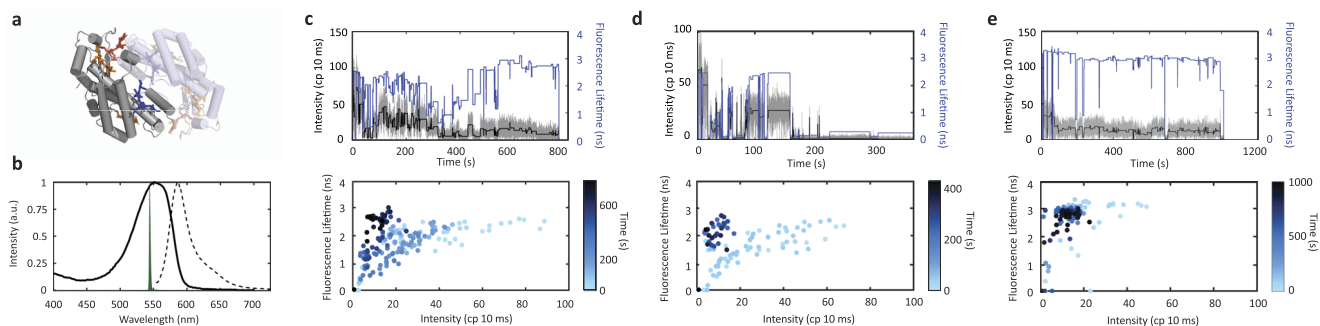 a
b
1
0.75
0.5
0.25
0
Intensity (a.u.)
400 450 500 550 600 650 700
Wavelength (nm)
c
150
100
50
0
Intensity (cp 10 ms)
4
3
2
1
0
Fluorescence Lifetime (ns)
0 200 400 600 800
Time (s)
4
3
2
1
0
Fluorescence Lifetime (ns)
0 20 40 60 80 100
Intensity (cp 10 ms)
600
400
200
0
Time (s)
d
100
50
0
Intensity (cp 10 ms)
4
3
2
1
0
Fluorescence Lifetime (ns)
0 100 200 300
Time (s)
4
3
2
1
0
Fluorescence Lifetime (ns)
0 20 40 60 80 100
Intensity (cp 10 ms)
400
200
0
Time (s)
e
150
100
50
0
Intensity (cp 10 ms)
4
3
2
1
0
Fluorescence Lifetime (ns)
0 200 400 600 800 1000 1200
Time (s)
4
3
2
1
0
Fluorescence Lifetime (ns)
0 20 40 60 80 100
Intensity (cp 10 ms)
1000
500
0
Time (s)